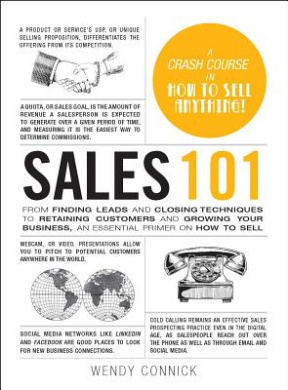 A PRODUCT OR SERVICE'S USP, OR UNIQUE
SELLING PROPOSITION, DIFFERENTIATES THE
OFFERING FROM ITS COMPETITION.
A
CRASH COURSE
IN
HOW TO SELL
ANYTHING!
A QUOTA, OR SALES GOAL, IS THE AMOUNT OF
REVENUE A SALESPERSON IS EXPECTED
TO GENERATE OVER A GIVEN PERIOD OF TIME,
AND MEASURING IT IS THE EASIEST WAY TO
DETERMINE COMMISSIONS.
SALES 101
FROM FINDING LEADS AND CLOSING TECHNIQUES
TO RETAINING CUSTOMERS AND GROWING YOUR
BUSINESS, AN ESSENTIAL PRIMER ON HOW TO SELL
WEBCAM, OR VIDEO, PRESENTATIONS ALLOW
YOU TO PITCH TO POTENTIAL CUSTOMERS
ANYWHERE IN THE WORLD.
SOCIAL MEDIA NETWORKS LIKE LINKEDIN
AND FACEBOOK ARE GOOD PLACES TO LOOK
FOR NEW BUSINESS CONNECTIONS.
COLD CALLING REMAINS AN EFFECTIVE SALES
PROSPECTING PRACTICE EVEN IN THE DIGITAL
AGE, AS SALESPEOPLE REACH OUT OVER
THE PHONE AS WELL AS THROUGH EMAIL AND
SOCIAL MEDIA.
WENDY CONNICK